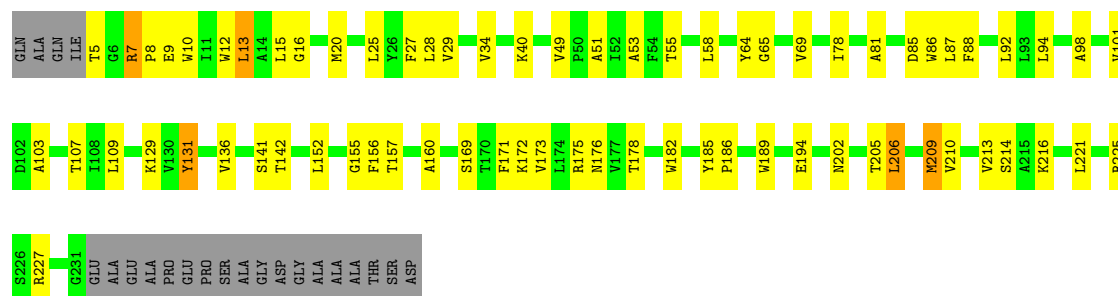 GLN ALA GLN ILE T5 G6 R7 P8 E9 W10 I11 W12 L13 A14 L15 G16 M20 L25 Y26 F27 L28 V29 V34 K40 V49 P50 A51 I52 A53 F54 T55 L58 Y64 G65 V69 I78 A81 D85 W86 L87 F88 L92 L93 L94 A98 V101
D102 A103 T107 I108 L109 K129 V130 Y131 V136 S141 T142 L152 G155 F156 T157 A160 S169 T170 F171 K172 V173 L174 R175 N176 V177 T178 W182 Y185 P186 W189 E194 N202 T205 L206 M209 V210 V213 S214 A215 K216 L221 R225
S226 R227 G231 GLU ALA GLU ALA PRO GLU PRO SER ALA GLY ASP GLY ALA ALA ALA THR SER ASP